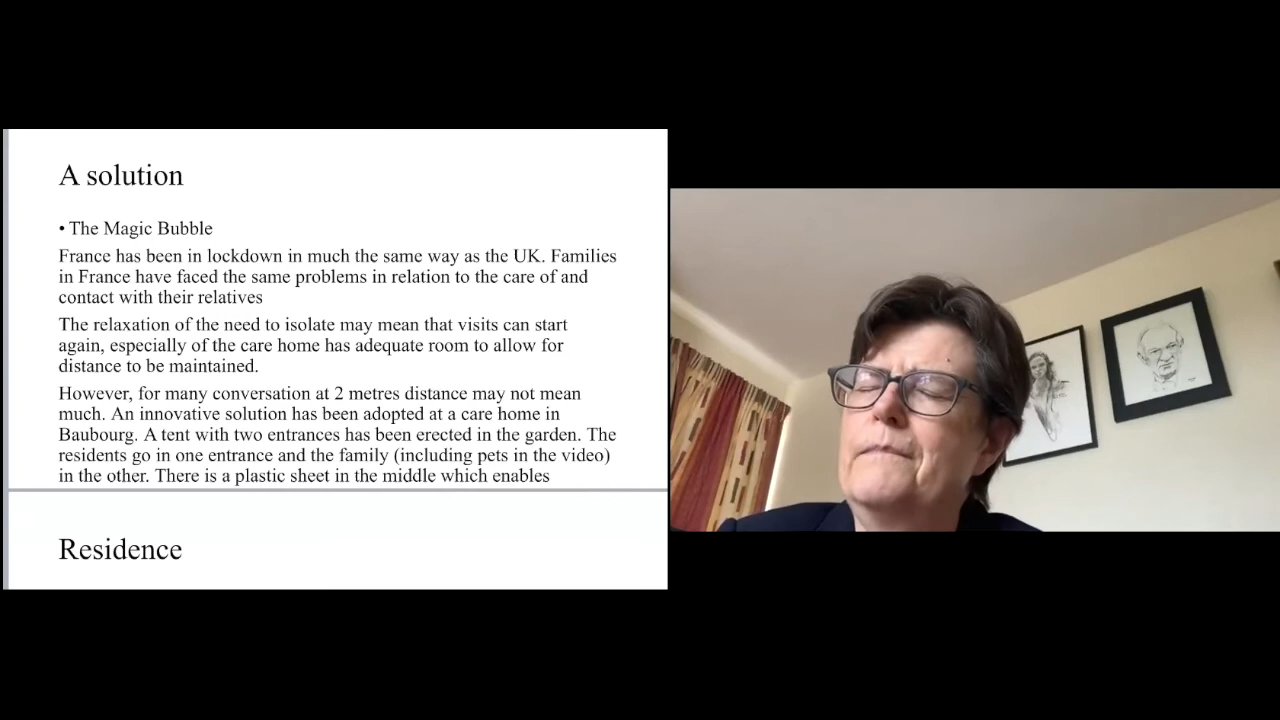 A solution
• The Magic Bubble
France has been in lockdown in much the same way as the UK. Families
in France have faced the same problems in relation to the care of and
contact with their relatives
The relaxation of the need to isolate may mean that visits can start
again, especially of the care home has adequate room to allow for
distance to be maintained.
However, for many conversation at 2 metres distance may not mean
much. An innovative solution has been adopted at a care home in
Baubourg. A tent with two entrances has been erected in the garden. The
residents go in one entrance and the family (including pets in the video)
in the other. There is a plastic sheet in the middle which enables
Residence